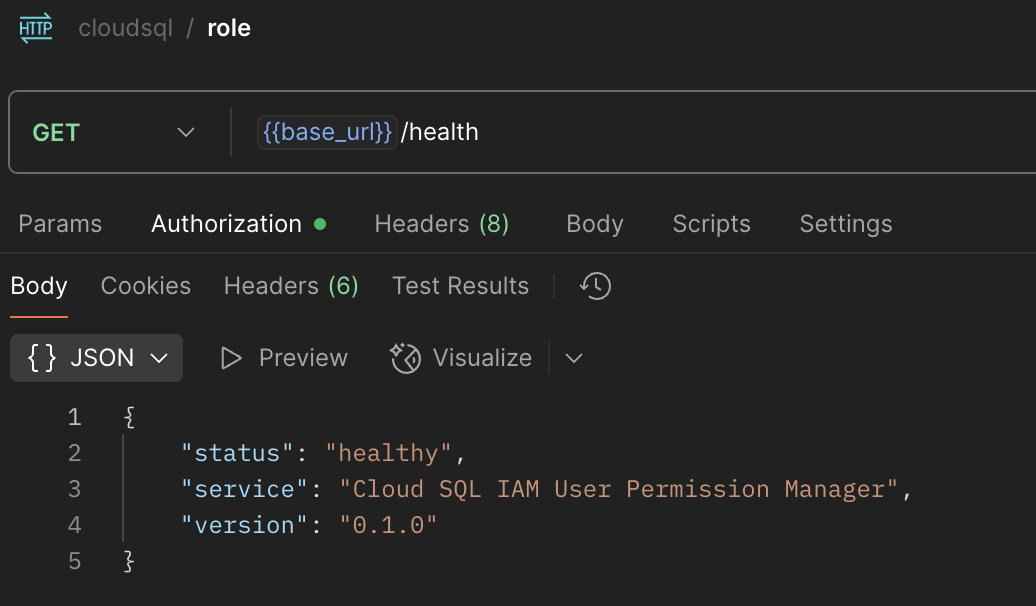 HTTP cloudsql / role
GET {{base_url}}/health
Params Authorization Headers (8) Body Scripts Settings
Body Cookies Headers (6) Test Results
{ } JSON Preview Visualize
1 {
2 "status": "healthy",
3 "service": "Cloud SQL IAM User Permission Manager",
4 "version": "0.1.0"
5 }